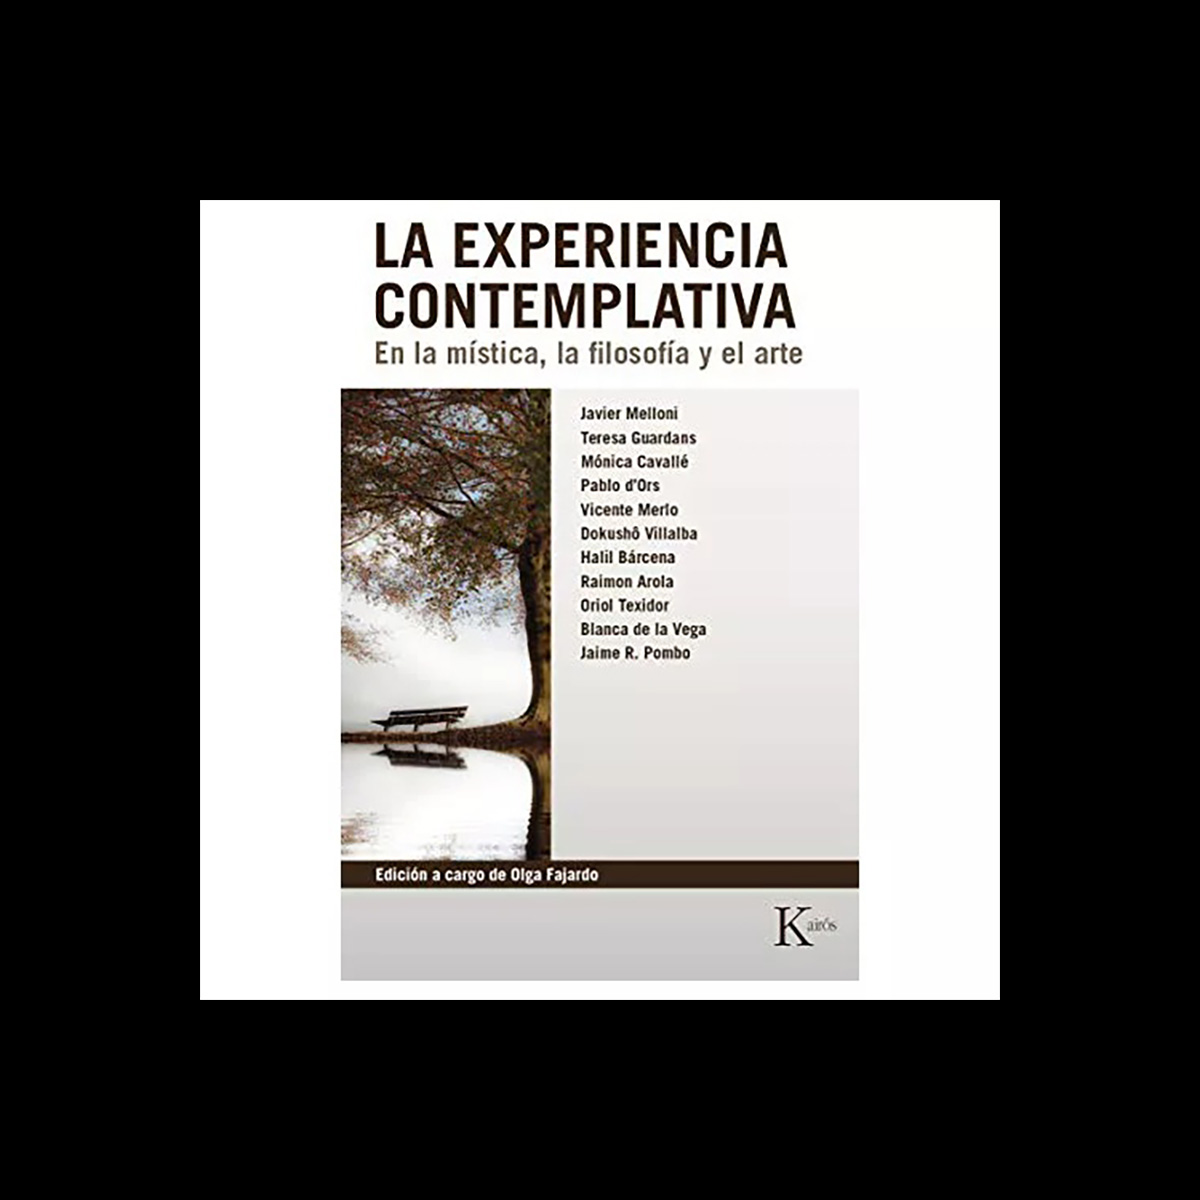 LA EXPERIENCIA
CONTEMPLATIVA
En la mística, la filosofía y el arte
Javier Melloni
Teresa Guardans
Mónica Cavallé
Pablo d'Ors
Vicente Merlo
Dokushô Villalba
Halil Bárcena
Raimon Arola
Oriol Texidor
Blanca de la Vega
Jaime R. Pombo
Edición a cargo de Olga Fajardo
Kairós